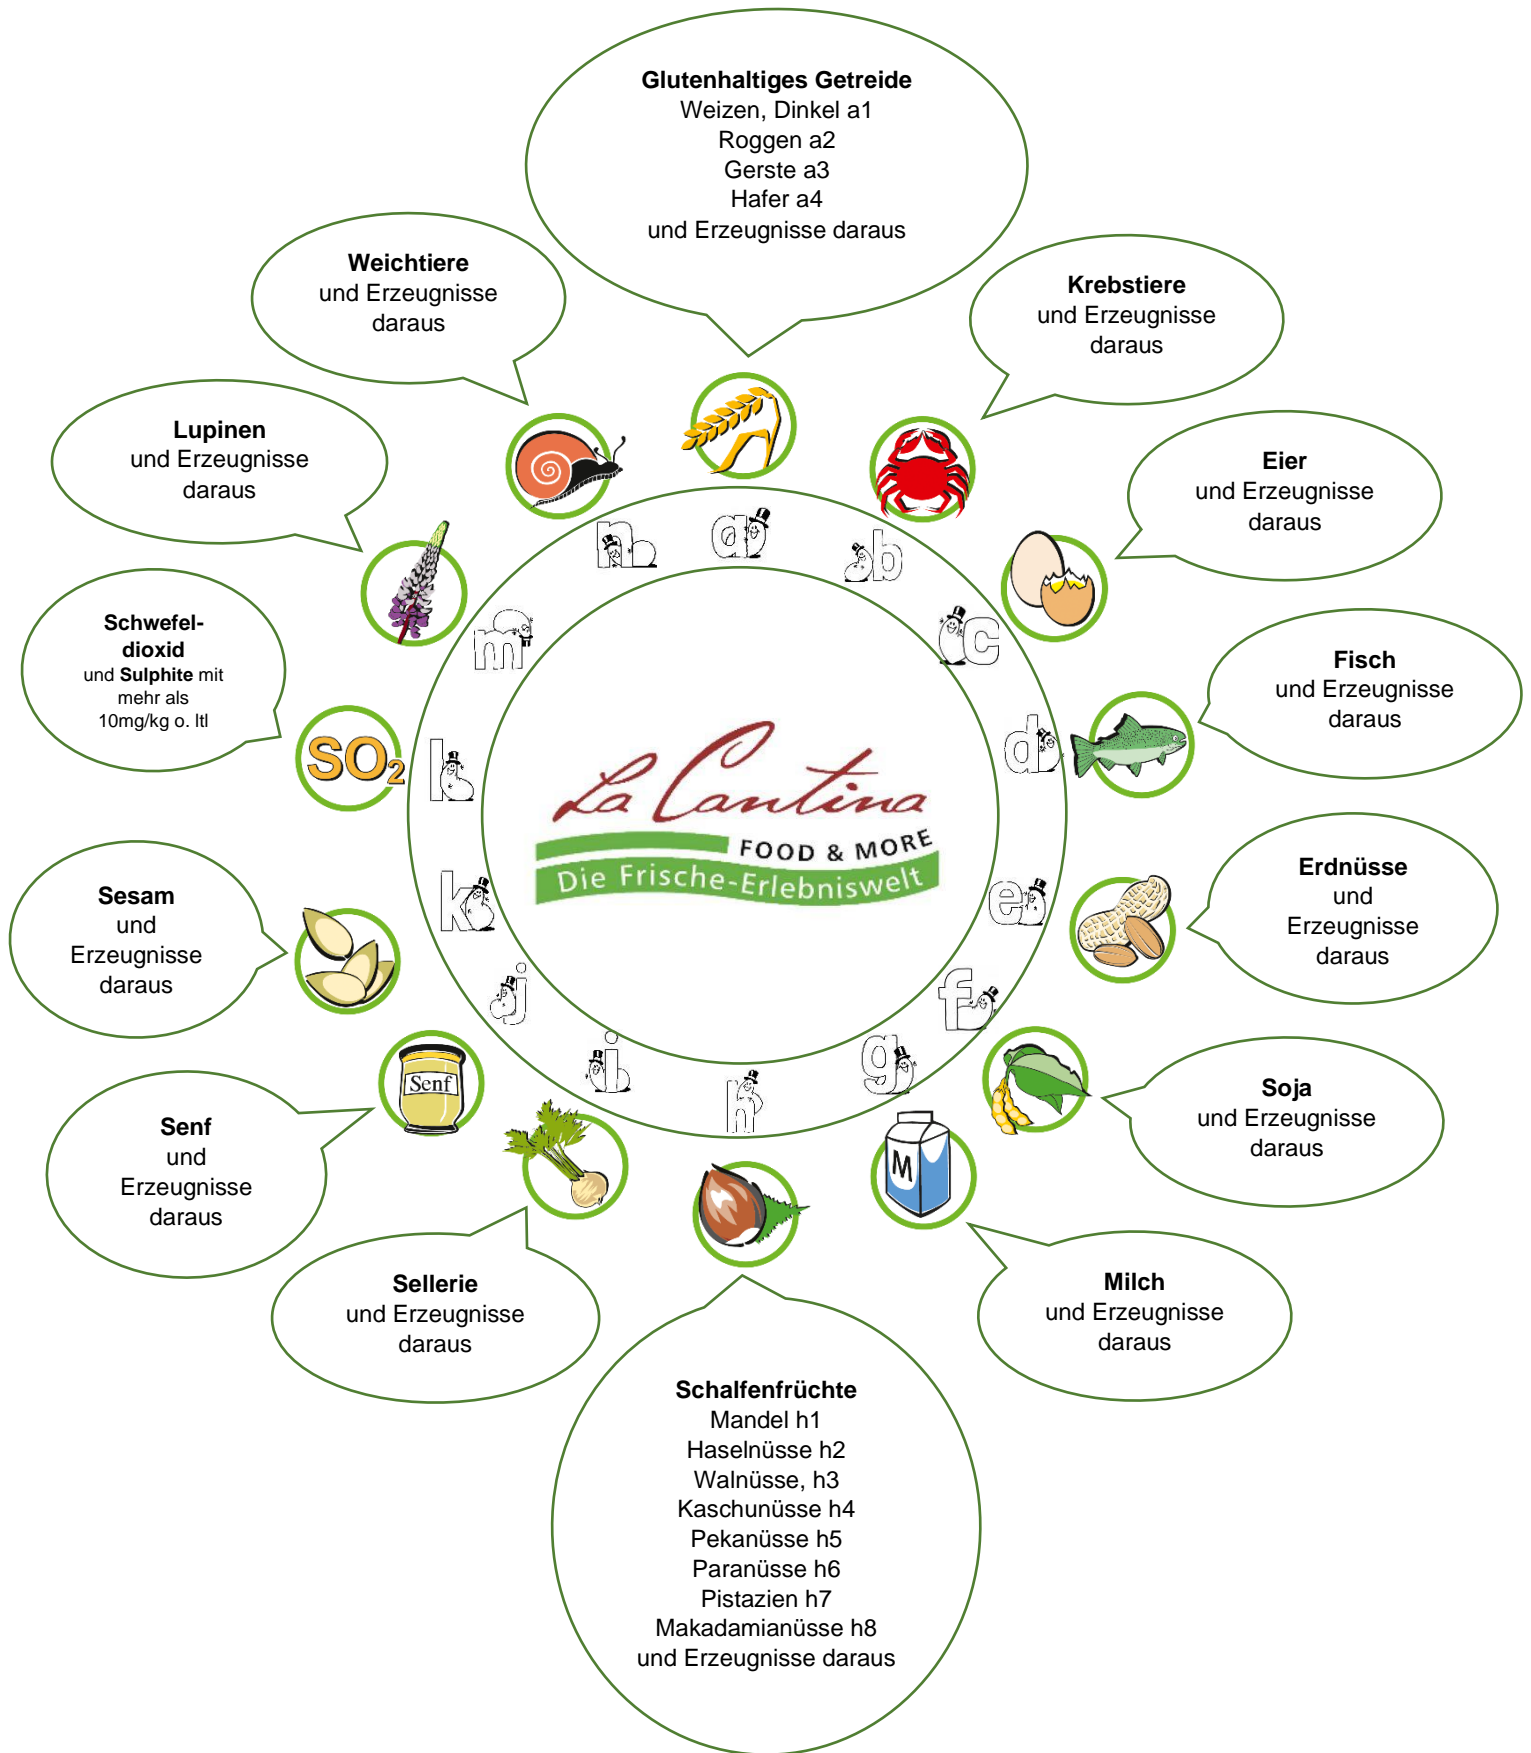 Glutenhaltiges Getreide
Weizen, Dinkel a1
Roggen a2
Gerste a3
Hafer a4
und Erzeugnisse daraus
Krebstiere
und Erzeugnisse
daraus
Eier
und Erzeugnisse
daraus
Fisch
und Erzeugnisse
daraus
Erdnüsse
und
Erzeugnisse
daraus
Soja
und Erzeugnisse
daraus
Milch
und Erzeugnisse
daraus
Schalfenfrüchte
Mandel h1
Haselnüsse h2
Walnüsse, h3
Kaschunüsse h4
Pekanüsse h5
Paranüsse h6
Pistazien h7
Makadamianüsse h8
und Erzeugnisse daraus
Sellerie
und Erzeugnisse
daraus
Senf
und
Erzeugnisse
daraus
Sesam
und
Erzeugnisse
daraus
Schwefel-
dioxid
und Sulphite mit
mehr als
10mg/kg o. ltl
Lupinen
und Erzeugnisse
daraus
Weichtiere
und Erzeugnisse
daraus
a
b
c
d
e
f
g
h
i
j
k
l
m
n
M
Senf
SO2
La Cantina
FOOD & MORE
Die Frische-Erlebniswelt